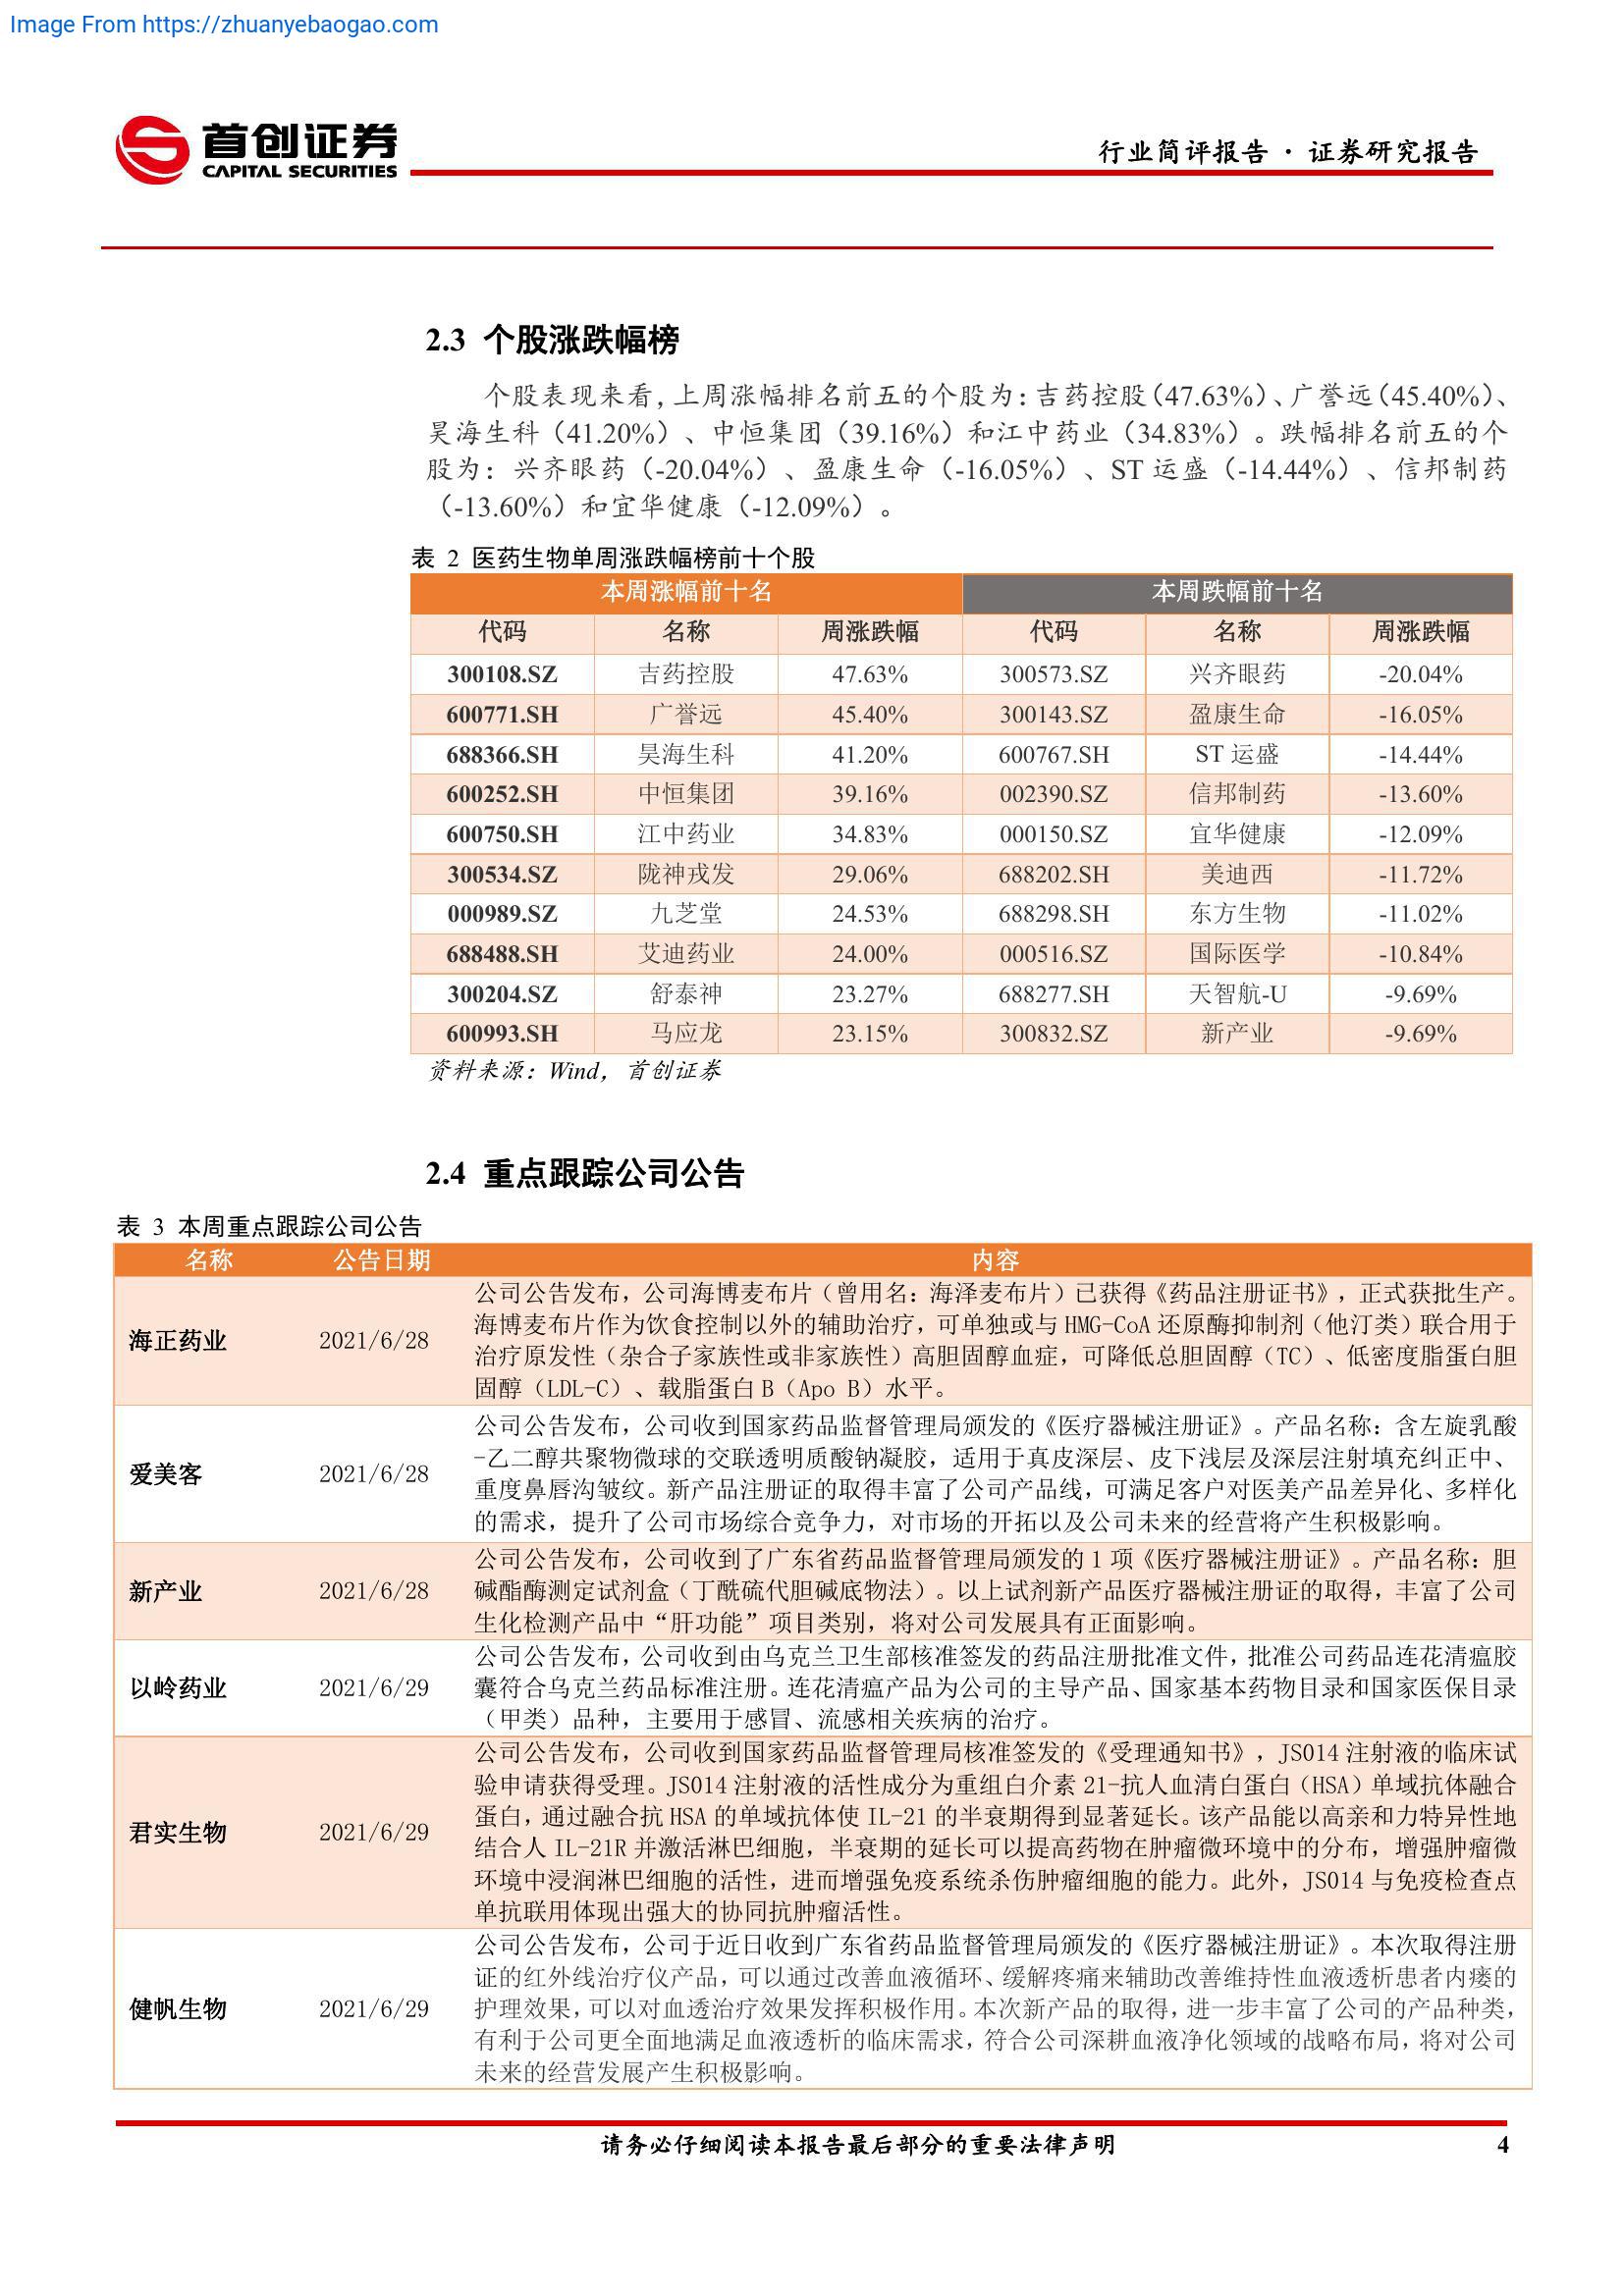 Image From https://zhuanyebaogao.com
首创证券
CAPITAL SECURITIES
行业简评报告 · 证券研究报告
2.3 个股涨跌幅榜
个股表现来看，上周涨幅排名前五的个股为：吉药控股（47.63%）、广誉远（45.40%）、
昊海生科（41.20%）、中恒集团（39.16%）和江中药业（34.83%）。跌幅排名前五的个
股为：兴齐眼药（-20.04%）、盈康生命（-16.05%）、ST 运盛（-14.44%）、信邦制药
（-13.60%）和宜华健康（-12.09%）。
表 2 医药生物单周涨跌幅榜前十个股
本周涨幅前十名 本周跌幅前十名
代码 名称 周涨跌幅 代码 名称 周涨跌幅
300108.SZ 吉药控股 47.63% 300573.SZ 兴齐眼药 -20.04%
600771.SH 广誉远 45.40% 300143.SZ 盈康生命 -16.05%
688366.SH 昊海生科 41.20% 600767.SH ST 运盛 -14.44%
600252.SH 中恒集团 39.16% 002390.SZ 信邦制药 -13.60%
600750.SH 江中药业 34.83% 000150.SZ 宜华健康 -12.09%
300534.SZ 陇神戎发 29.06% 688202.SH 美迪西 -11.72%
000989.SZ 九芝堂 24.53% 688298.SH 东方生物 -11.02%
688488.SH 艾迪药业 24.00% 000516.SZ 国际医学 -10.84%
300204.SZ 舒泰神 23.27% 688277.SH 天智航-U -9.69%
600993.SH 马应龙 23.15% 300832.SZ 新产业 -9.69%
资料来源：Wind，首创证券
2.4 重点跟踪公司公告
表 3 本周重点跟踪公司公告
名称 公告日期 内容
海正药业 2021/6/28 公司公告发布，公司海博麦布片（曾用名：海泽麦布片）已获得《药品注册证书》，正式获批生产。
海博麦布片作为饮食控制以外的辅助治疗，可单独或与 HMG-CoA 还原酶抑制剂（他汀类）联合用于
治疗原发性（杂合子家族性或非家族性）高胆固醇血症，可降低总胆固醇（TC）、低密度脂蛋白胆
固醇（LDL-C）、载脂蛋白 B（Apo B）水平。
爱美客 2021/6/28 公司公告发布，公司收到国家药品监督管理局颁发的《医疗器械注册证》。产品名称：含左旋乳酸
-乙二醇共聚物微球的交联透明质酸钠凝胶，适用于真皮深层、皮下浅层及深层注射填充纠正中、
重度鼻唇沟皱纹。新产品注册证的取得丰富了公司产品线，可满足客户对医美产品差异化、多样化
的需求，提升了公司市场综合竞争力，对市场的开拓以及公司未来的经营将产生积极影响。
新产业 2021/6/28 公司公告发布，公司收到了广东省药品监督管理局颁发的 1 项《医疗器械注册证》。产品名称：胆
碱酯酶测定试剂盒（丁酰硫代胆碱底物法）。以上试剂新产品医疗器械注册证的取得，丰富了公司
生化检测产品中“肝功能”项目类别，将对公司发展具有正面影响。
以岭药业 2021/6/29 公司公告发布，公司收到由乌克兰卫生部核准签发的药品注册批准文件，批准公司药品连花清瘟胶
囊符合乌克兰药品标准注册。连花清瘟产品为公司的主导产品、国家基本药物目录和国家医保目录
（甲类）品种，主要用于感冒、流感相关疾病的治疗。
君实生物 2021/6/29 公司公告发布，公司收到国家药品监督管理局核准签发的《受理通知书》，JS014 注射液的临床试
验申请获得受理。JS014 注射液的活性成分为重组白介素 21-抗人血清白蛋白（HSA）单域抗体融合
蛋白，通过融合抗 HSA 的单域抗体使 IL-21 的半衰期得到显著延长。该产品能以高亲和力特异性地
结合人 IL-21R 并激活淋巴细胞，半衰期的延长可以提高药物在肿瘤微环境中的分布，增强肿瘤微
环境中浸润淋巴细胞的活性，进而增强免疫系统杀伤肿瘤细胞的能力。此外，JS014 与免疫检查点
单抗联用体现出强大的协同抗肿瘤活性。
健帆生物 2021/6/29 公司公告发布，公司于近日收到广东省药品监督管理局颁发的《医疗器械注册证》。本次取得注册
证的红外线治疗仪产品，可以通过改善血液循环、缓解疼痛来辅助改善维持性血液透析患者内瘘的
护理效果，可以对血透治疗效果发挥积极作用。本次新产品的取得，进一步丰富了公司的产品种类，
有利于公司更全面地满足血液透析的临床需求，符合公司深耕血液净化领域的战略布局，将对公司
未来的经营发展产生积极影响。
请务必仔细阅读本报告最后部分的重要法律声明 4